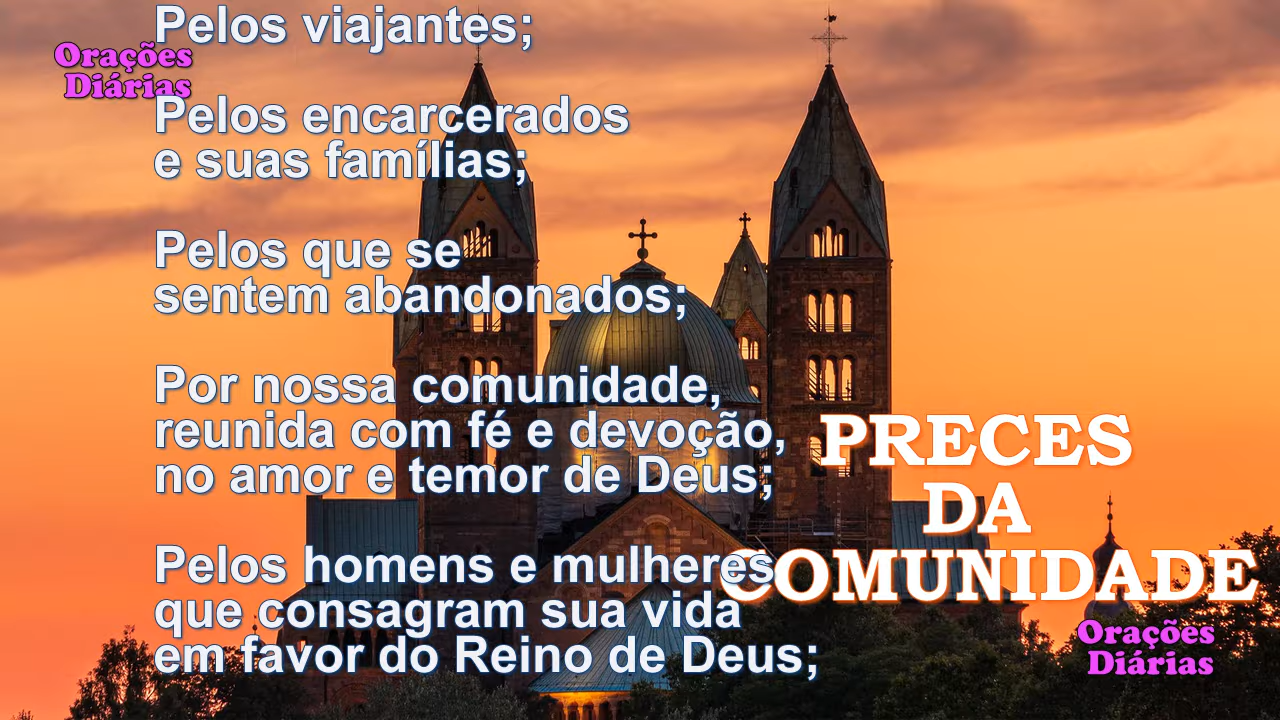 Pelos viajantes;
Orações
Diárias
Pelos encarcerados
e suas famílias;
Pelos que se
sentem abandonados;
Por nossa comunidade,
reunida com fé e devoção,
no amor e temor de Deus;
Pelos homens e mulheres
que consagram sua vida
em favor do Reino de Deus;
PRECES
DA
COMUNIDADE
Orações
Diárias